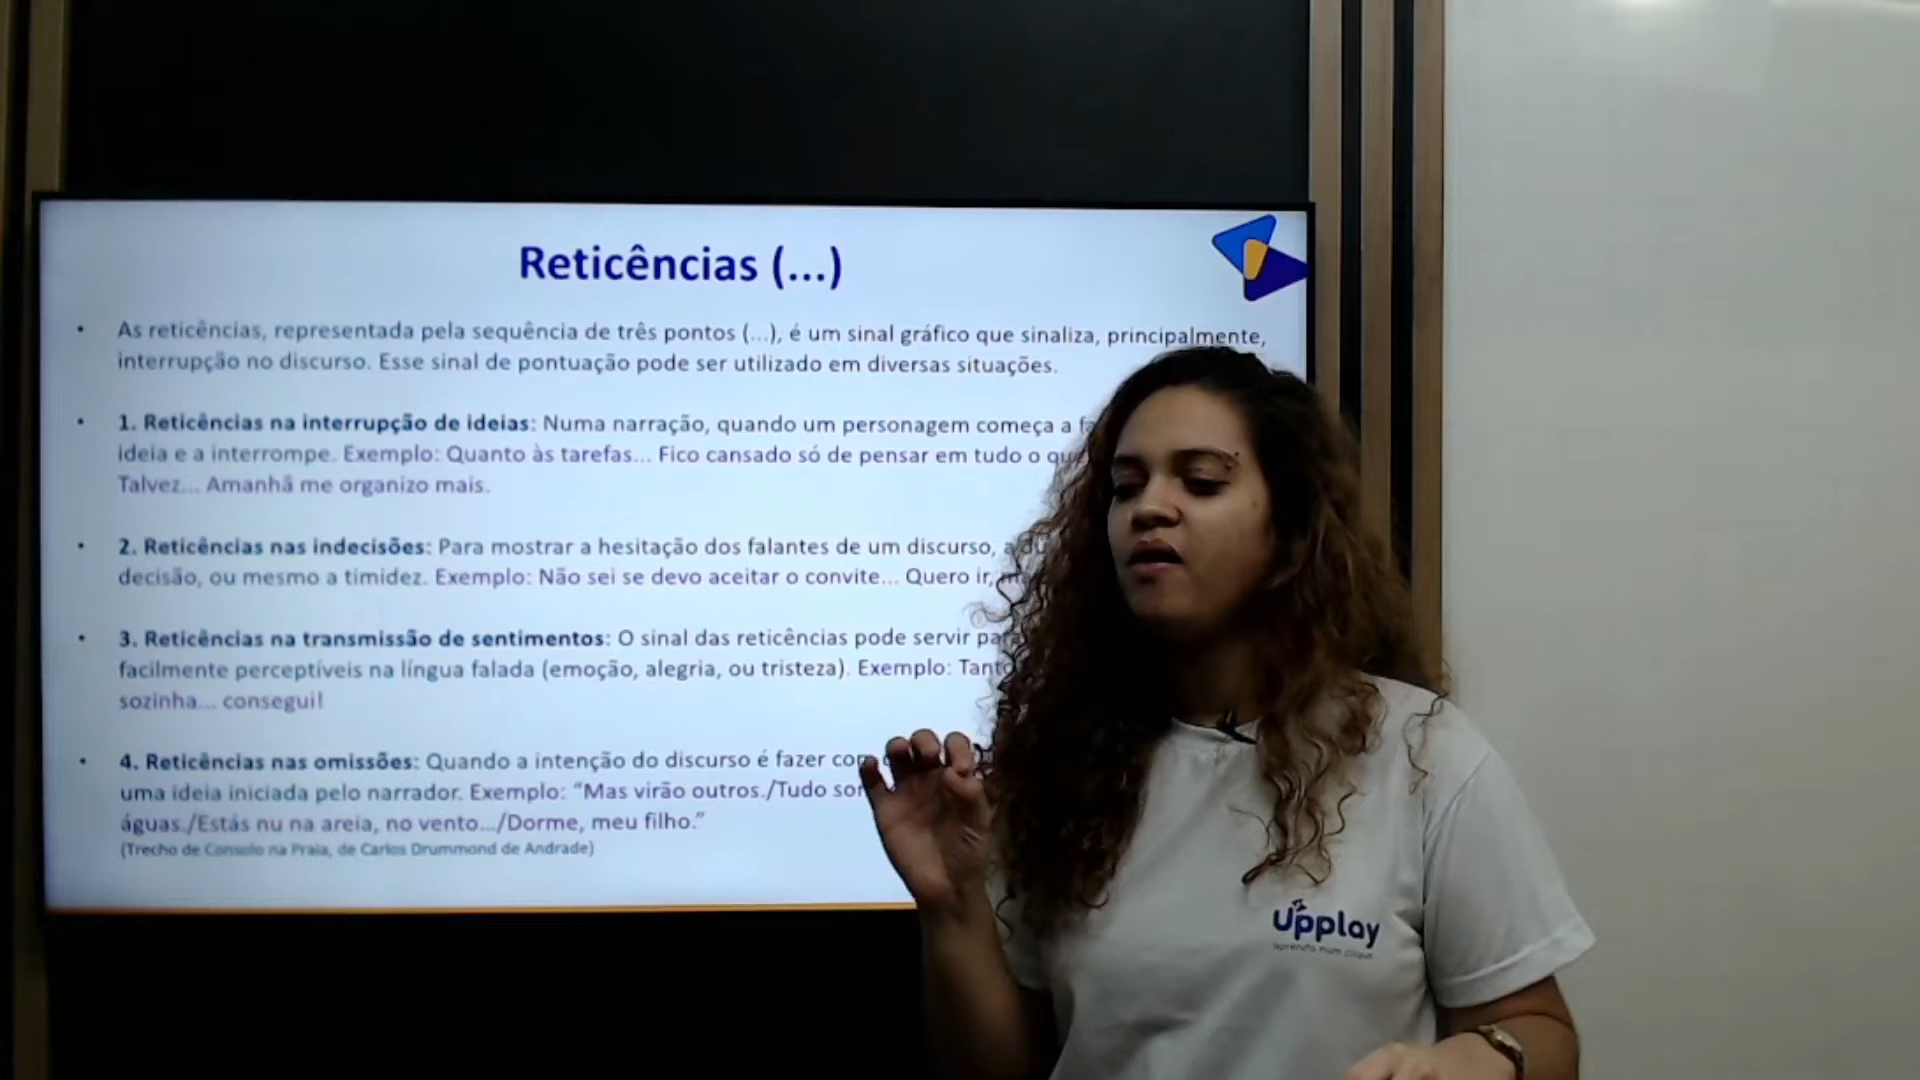 Reticências (...)
• As reticências, representada pela sequência de três pontos (...), é um sinal gráfico que sinaliza, principalmente,
interrupção no discurso. Esse sinal de pontuação pode ser utilizado em diversas situações.
• 1. Reticências na interrupção de ideias: Numa narração, quando um personagem começa a
ideia e a interrompe. Exemplo: Quanto às tarefas... Fico cansado só de pensar em tudo o
Talvez... Amanhã me organizo mais.
• 2. Reticências nas indecisões: Para mostrar a hesitação dos falantes de um discurso,
decisão, ou mesmo a timidez. Exemplo: Não sei se devo aceitar o convite... Quero ir,
• 3. Reticências na transmissão de sentimentos: O sinal das reticências pode servir
facilmente perceptíveis na língua falada (emoção, alegria, ou tristeza). Exemplo:
sozinha... consegui!
• 4. Reticências nas omissões: Quando a intenção do discurso é fazer
uma ideia iniciada pelo narrador. Exemplo: “Mas virão outros./Tudo
águas./Estás nu na areia, no vento.../Dorme, meu filho.”
(Trecho de Consolo na Praia, de Carlos Drummond de Andrade)
Upplay
aprenda num clique